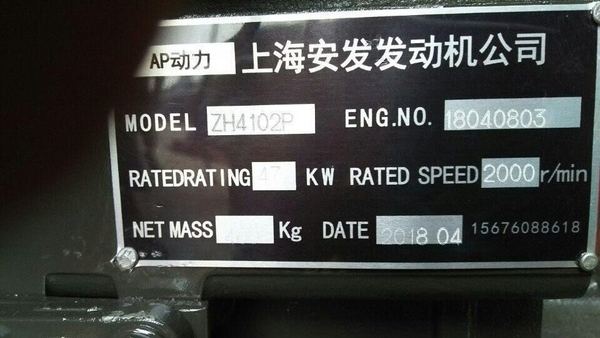 AP动力 上海安发发动机公司
MODEL ZH4102P ENG.NO. 18040803
RATEDRATING 47 KW RATED SPEED 2000 r/min
NET MASS Kg DATE 2018 04 15676088618